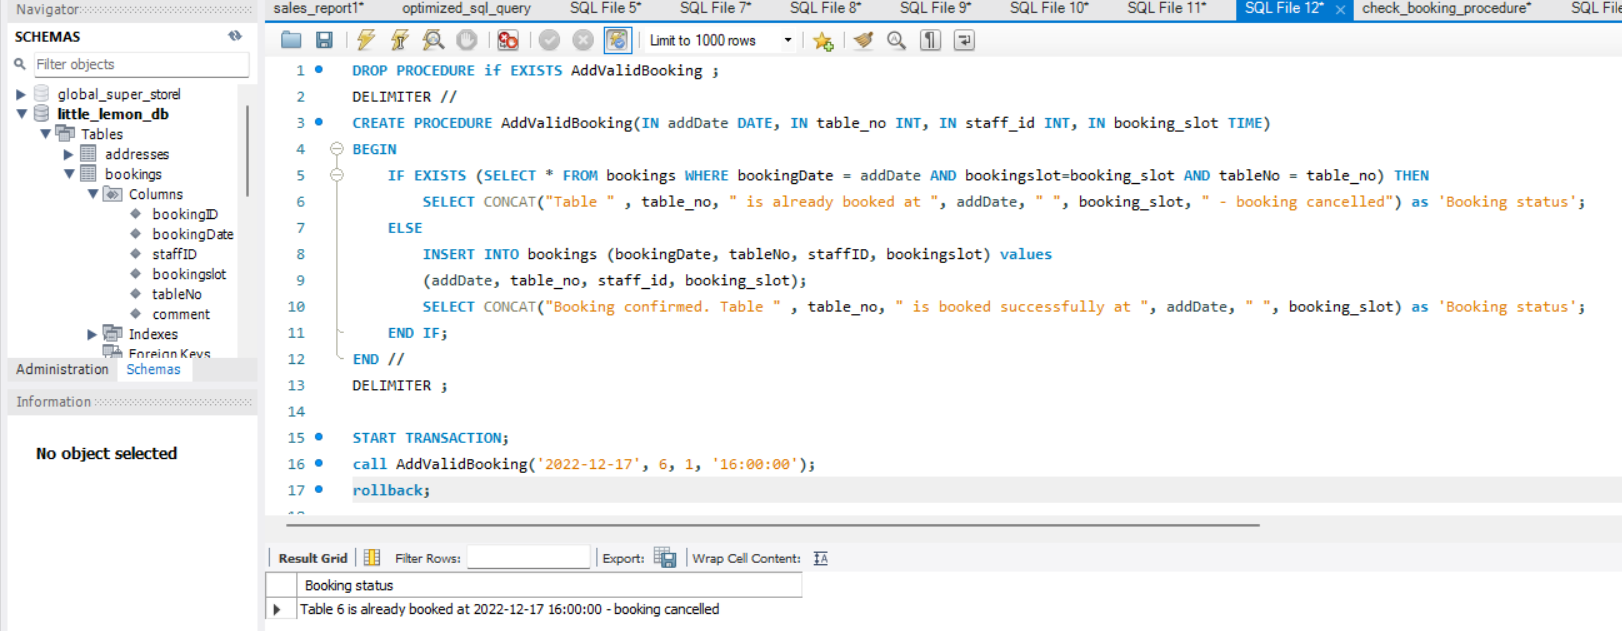 Navigator
sales_report1* optimized_sql_query SQL File 5* SQL File 7* SQL File 8* SQL File 9* SQL File 10* SQL File 11* SQL File 12* check_booking_procedure* SQL File
SCHEMAS
Limit to 1000 rows
Filter objects
global_super_storel
little_lemon_db
Tables
addresses
bookings
Columns
bookingID
bookingDate
staffID
bookingslot
tableNo
comment
Indexes
Foreign Keys
Administration Schemas
Information
No object selected
1 DROP PROCEDURE if EXISTS AddValidBooking ;
2 DELIMITER //
3 CREATE PROCEDURE AddValidBooking(IN addDate DATE, IN table_no INT, IN staff_id INT, IN booking_slot TIME)
4 BEGIN
5 IF EXISTS (SELECT * FROM bookings WHERE bookingDate = addDate AND bookingslot=booking_slot AND tableNo = table_no) THEN
6 SELECT CONCAT("Table " , table_no, " is already booked at ", addDate, " ", booking_slot, " - booking cancelled") as 'Booking status';
7 ELSE
8 INSERT INTO bookings (bookingDate, tableNo, staffID, bookingslot) values
9 (addDate, table_no, staff_id, booking_slot);
10 SELECT CONCAT("Booking confirmed. Table " , table_no, " is booked successfully at ", addDate, " ", booking_slot) as 'Booking status';
11 END IF;
12 END //
13 DELIMITER ;
14
15 START TRANSACTION;
16 call AddValidBooking('2022-12-17', 6, 1, '16:00:00');
17 rollback;
Result Grid Filter Rows: Export: Wrap Cell Content: IA
Booking status
Table 6 is already booked at 2022-12-17 16:00:00 - booking cancelled